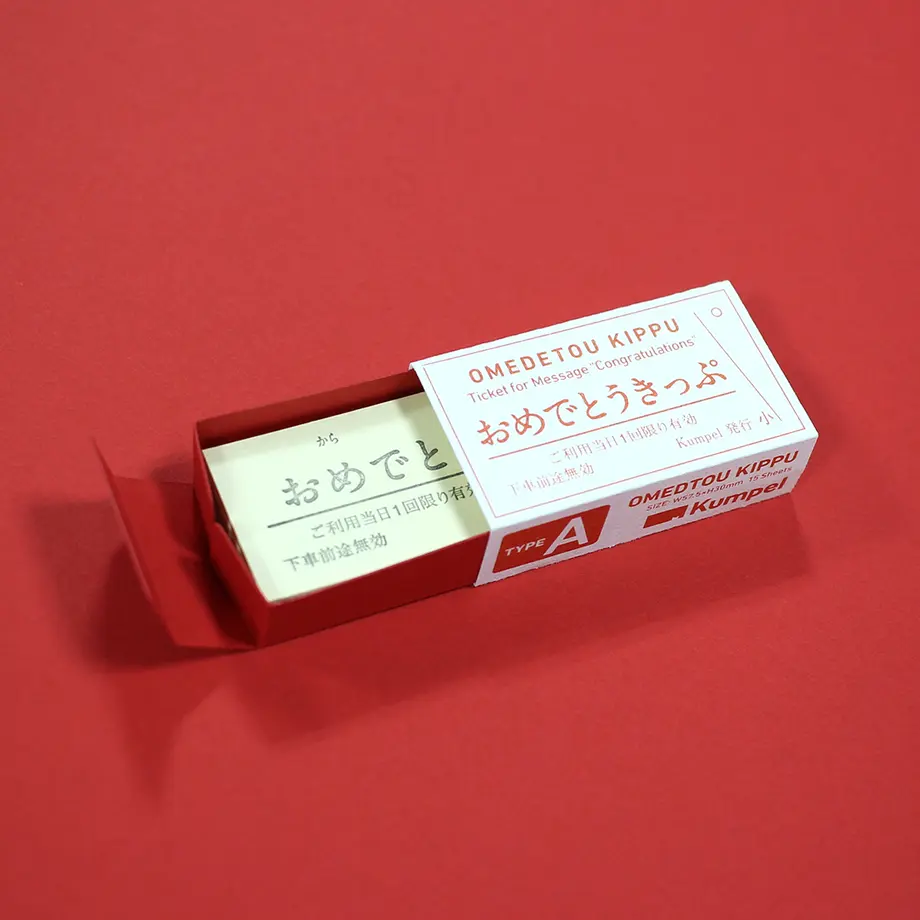 から
おめでと
ご利用当日1回限り有効
下車前途無効
OMEDETOU KIPPU
Ticket for Message "Congratulations"
おめでとうきっぷ
ご利用当日1回限り有効
下車前途無効
Kumpel 発行 小
TYPE A
OMEDTOU KIPPU
SIZE: W57.5×H30mm 15 Sheets
Kumpel